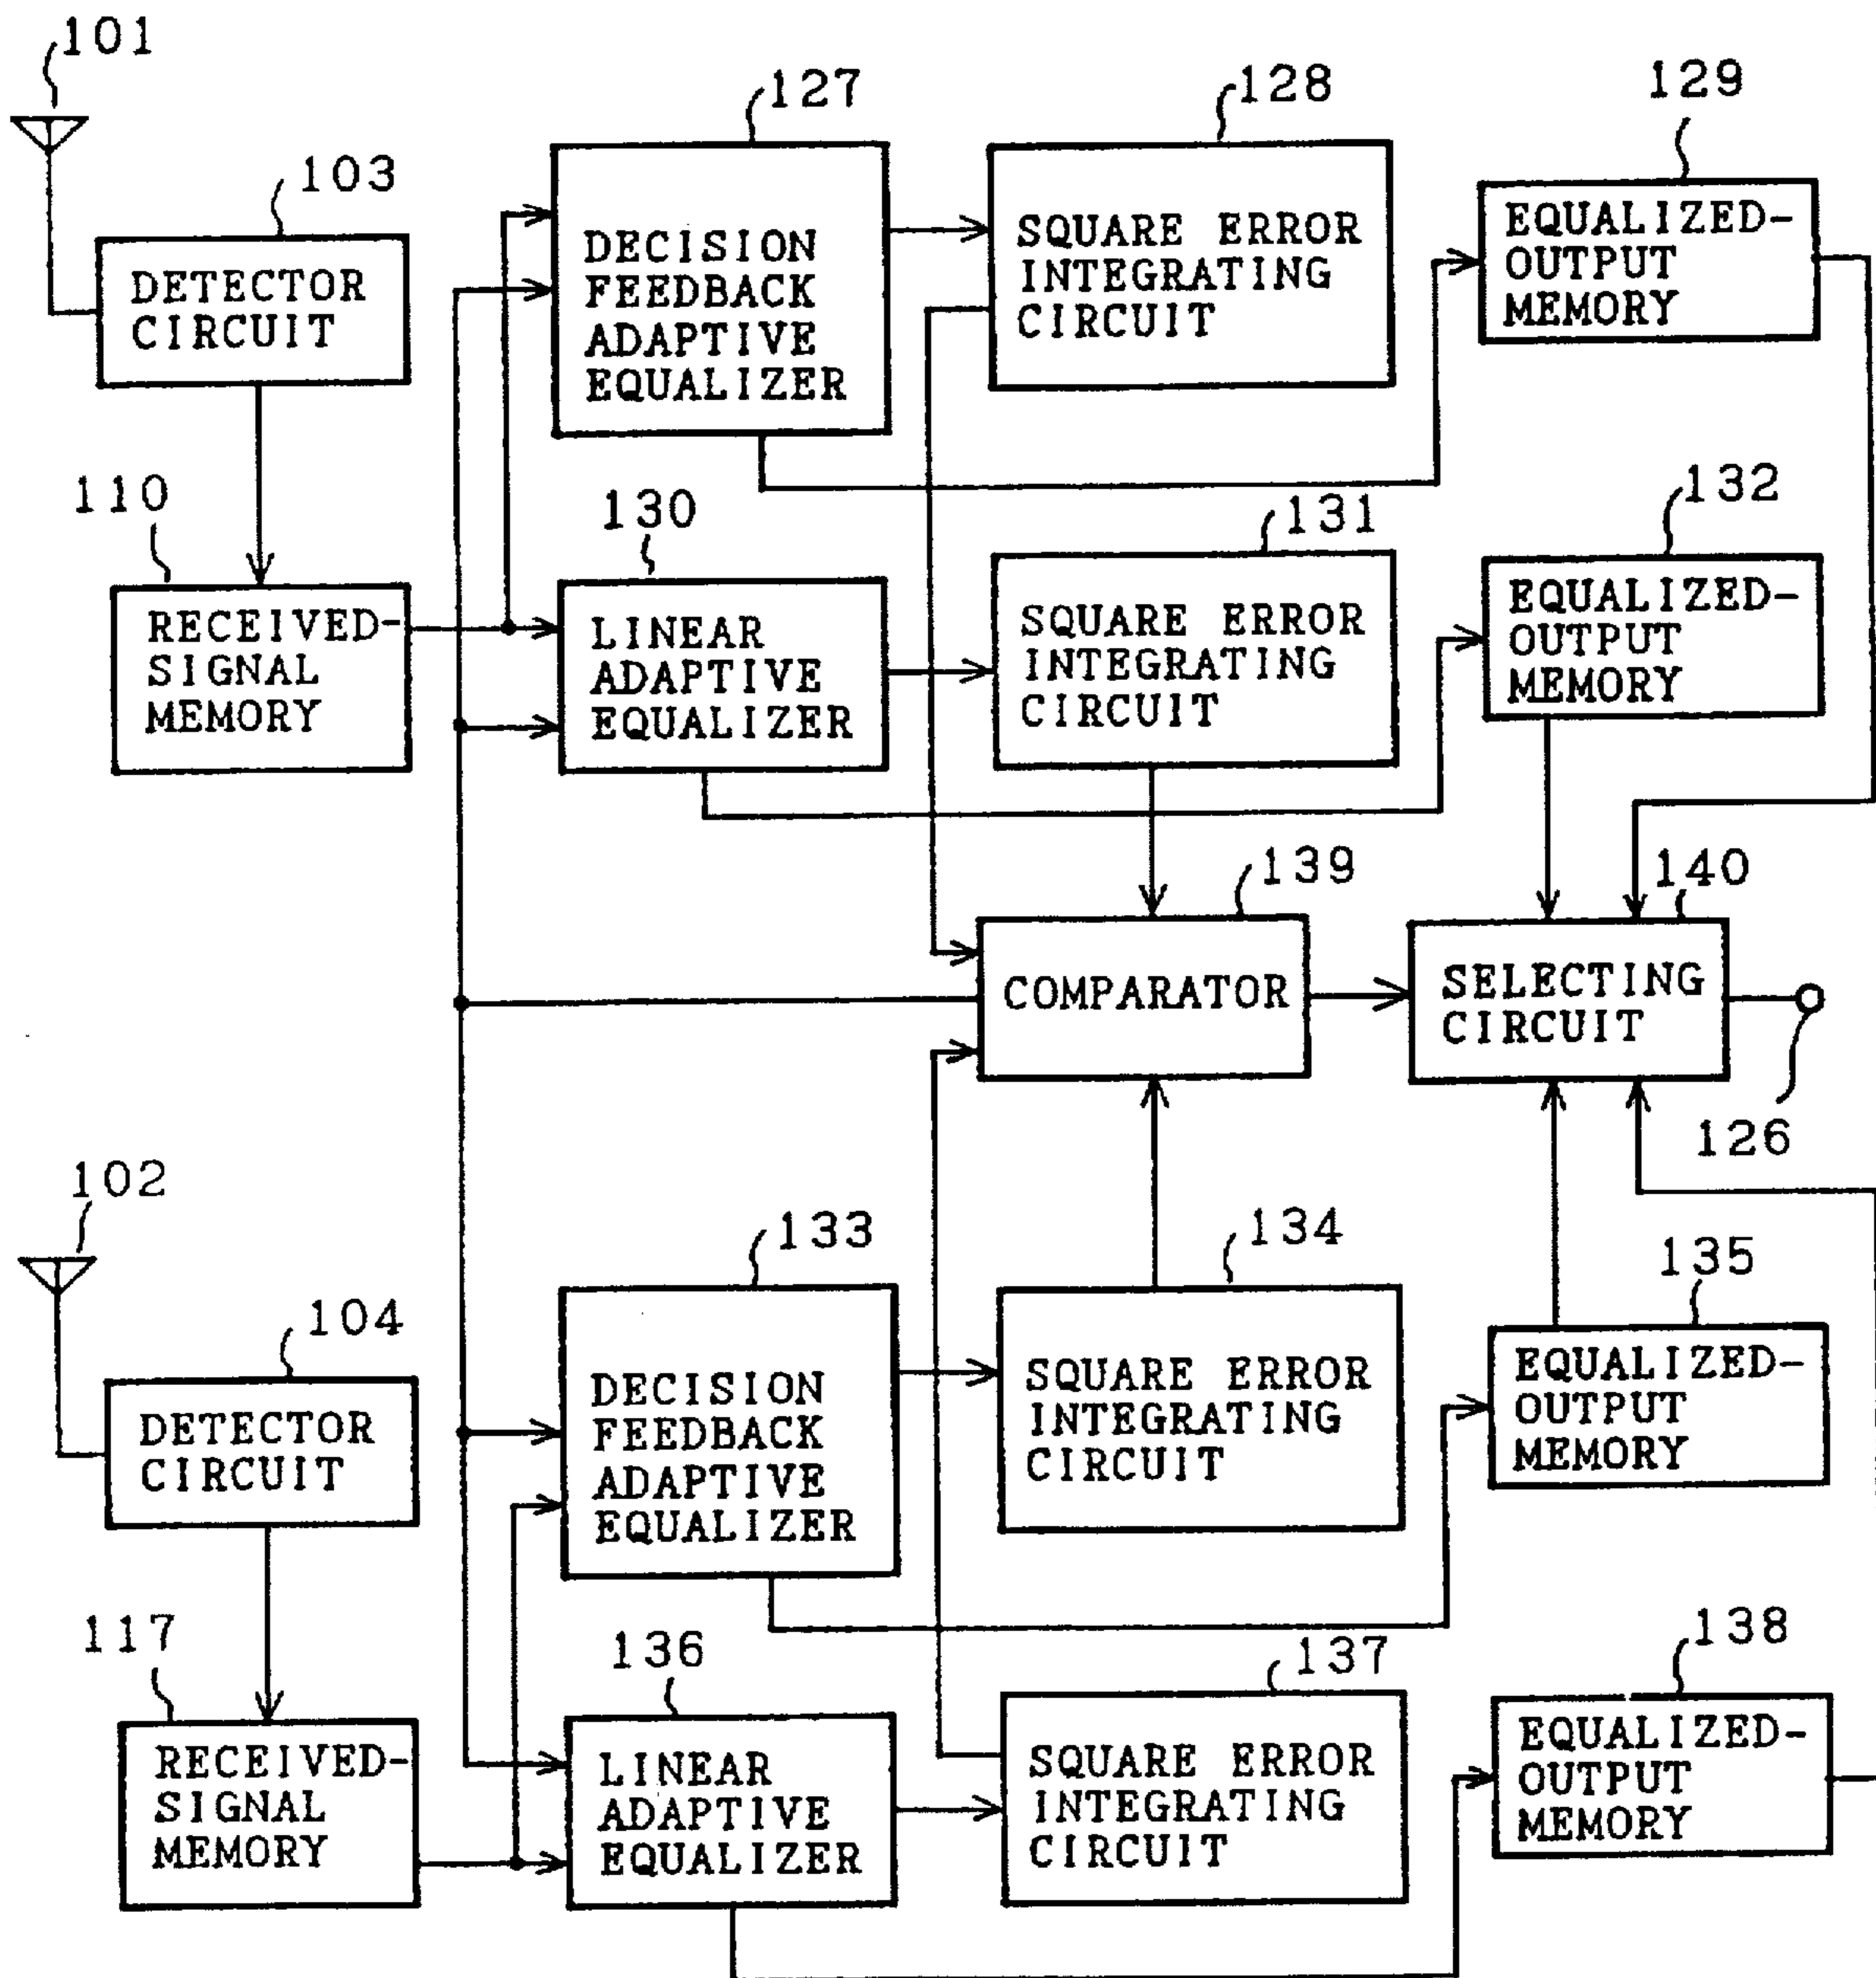 101
103
DETECTOR
CIRCUIT
110
RECEIVED-
SIGNAL
MEMORY
127
DECISION
FEEDBACK
ADAPTIVE
EQUALIZER
128
SQUARE ERROR
INTEGRATING
CIRCUIT
129
EQUALIZED-
OUTPUT
MEMORY
130
LINEAR
ADAPTIVE
EQUALIZER
131
SQUARE ERROR
INTEGRATING
CIRCUIT
132
EQUALIZED-
OUTPUT
MEMORY
139
COMPARATOR
140
SELECTING
CIRCUIT
126
102
104
DETECTOR
CIRCUIT
117
RECEIVED-
SIGNAL
MEMORY
133
DECISION
FEEDBACK
ADAPTIVE
EQUALIZER
134
SQUARE ERROR
INTEGRATING
CIRCUIT
135
EQUALIZED-
OUTPUT
MEMORY
136
LINEAR
ADAPTIVE
EQUALIZER
137
SQUARE ERROR
INTEGRATING
CIRCUIT
138
EQUALIZED-
OUTPUT
MEMORY